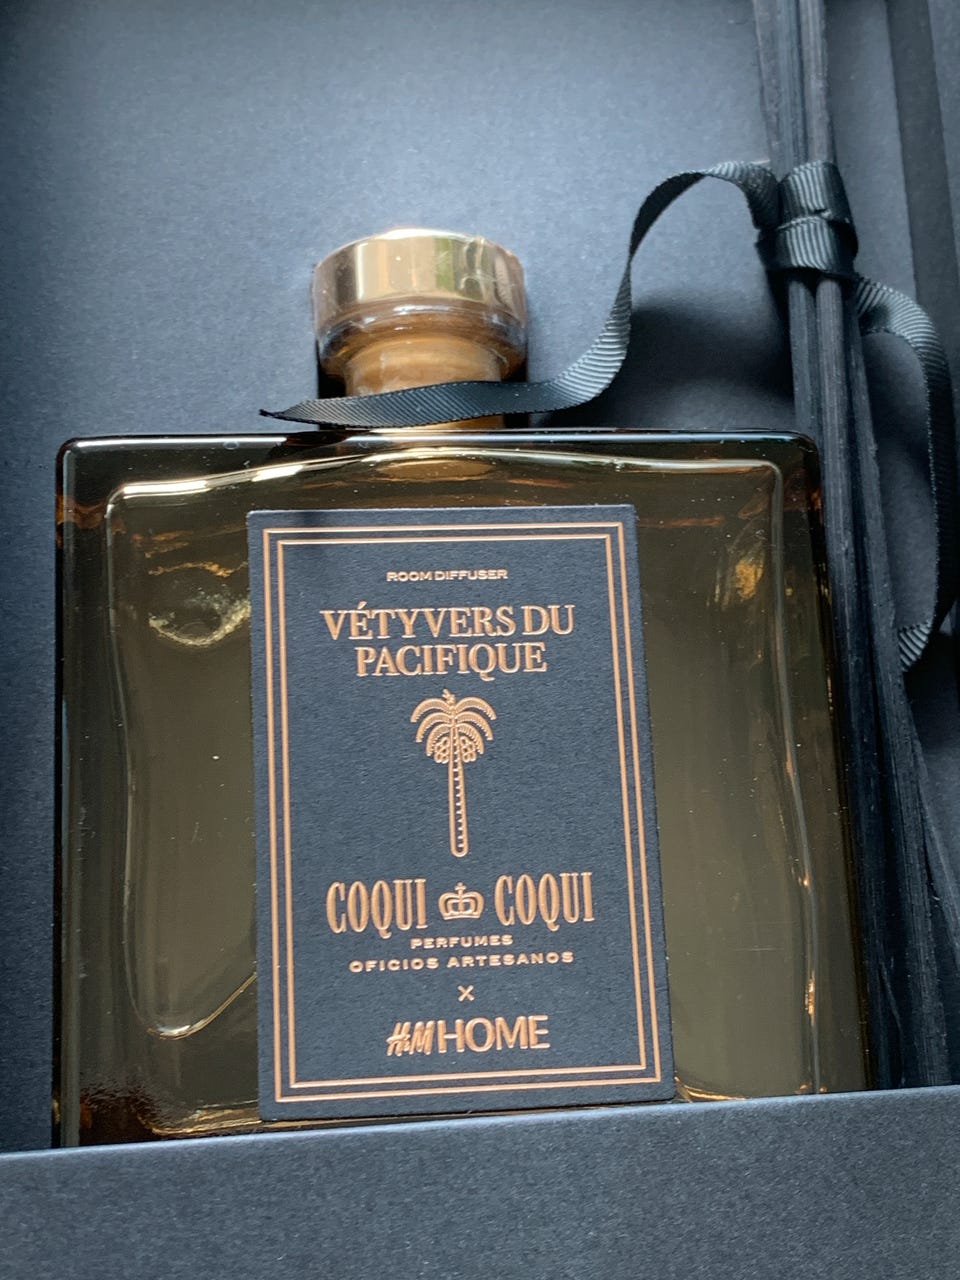 ROOM DIFFUSER
VÉTYVERS DU
PACIFIQUE
COQUI COQUI
PERFUMES
OFICIOS ARTESANOS
X
H&M HOME